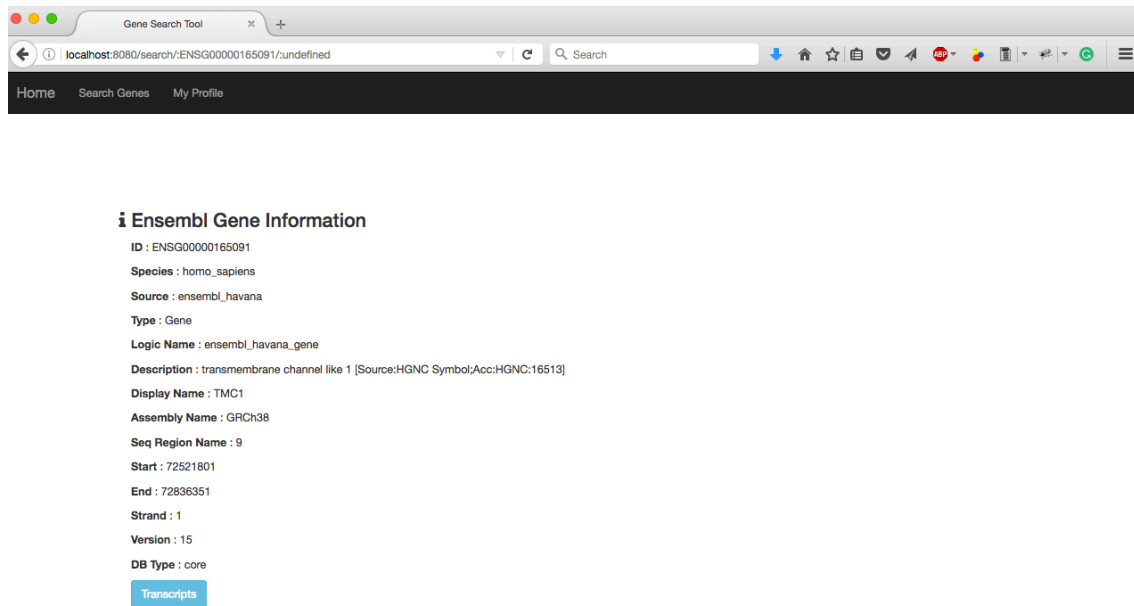 Gene Search Tool
localhost:8080/search/:ENSG00000165091/:undefined
Search
ABP
G
Home Search Genes My Profile
i Ensembl Gene Information
ID : ENSG00000165091
Species : homo_sapiens
Source : ensembl_havana
Type : Gene
Logic Name : ensembl_havana_gene
Description : transmembrane channel like 1 [Source:HGNC Symbol;Acc:HGNC:16513]
Display Name : TMC1
Assembly Name : GRCh38
Seq Region Name : 9
Start : 72521801
End : 72836351
Strand : 1
Version : 15
DB Type : core
Transcripts